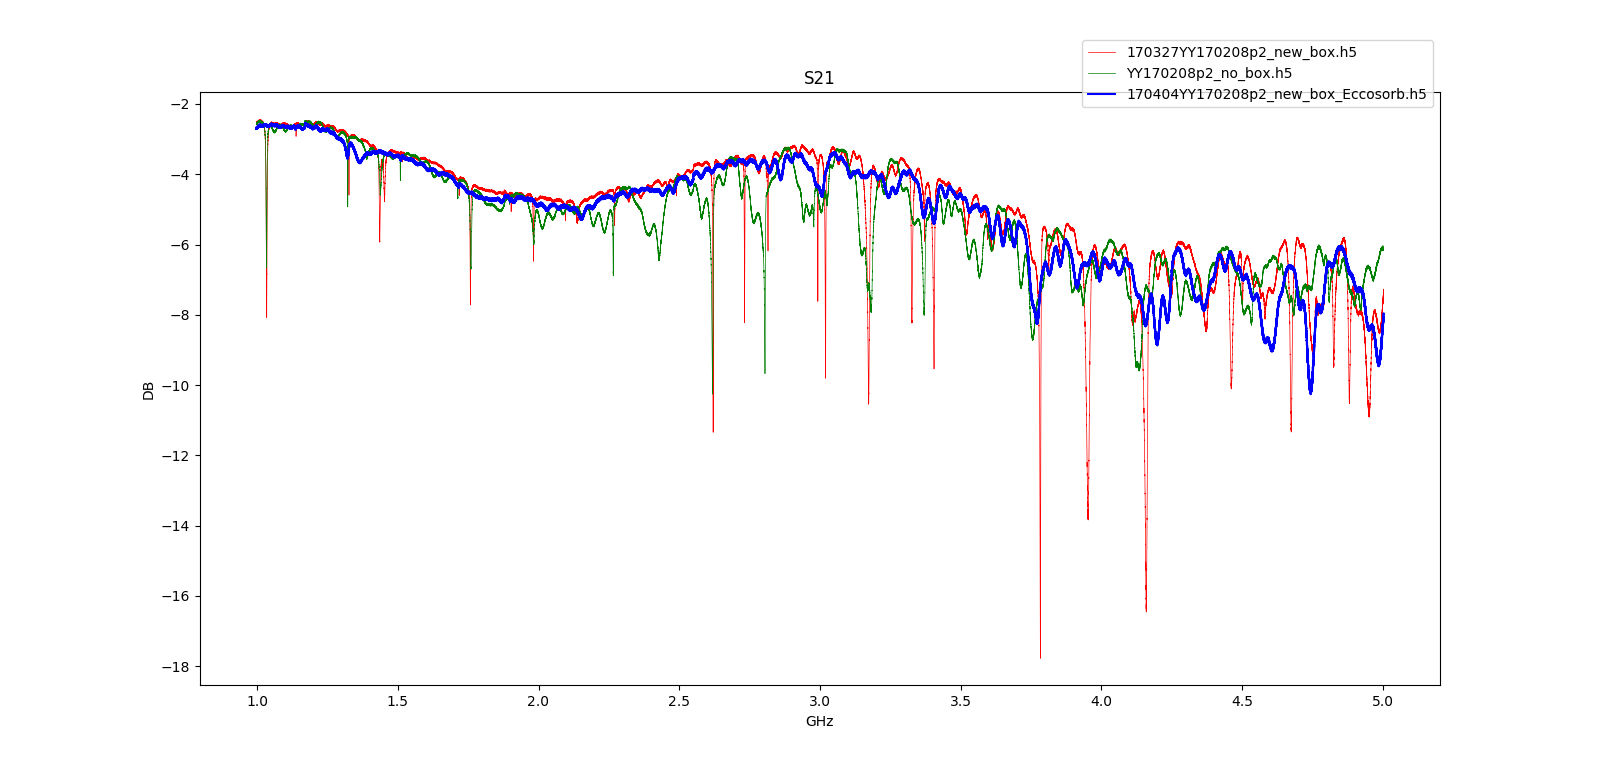 170327YY170208p2_new_box.h5
YY170208p2_no_box.h5
170404YY170208p2_new_box_Eccosorb.h5
S21
−2
−4
−6
−8
−10
−12
−14
−16
−18
DB
1.0 1.5 2.0 2.5 3.0 3.5 4.0 4.5 5.0
GHz